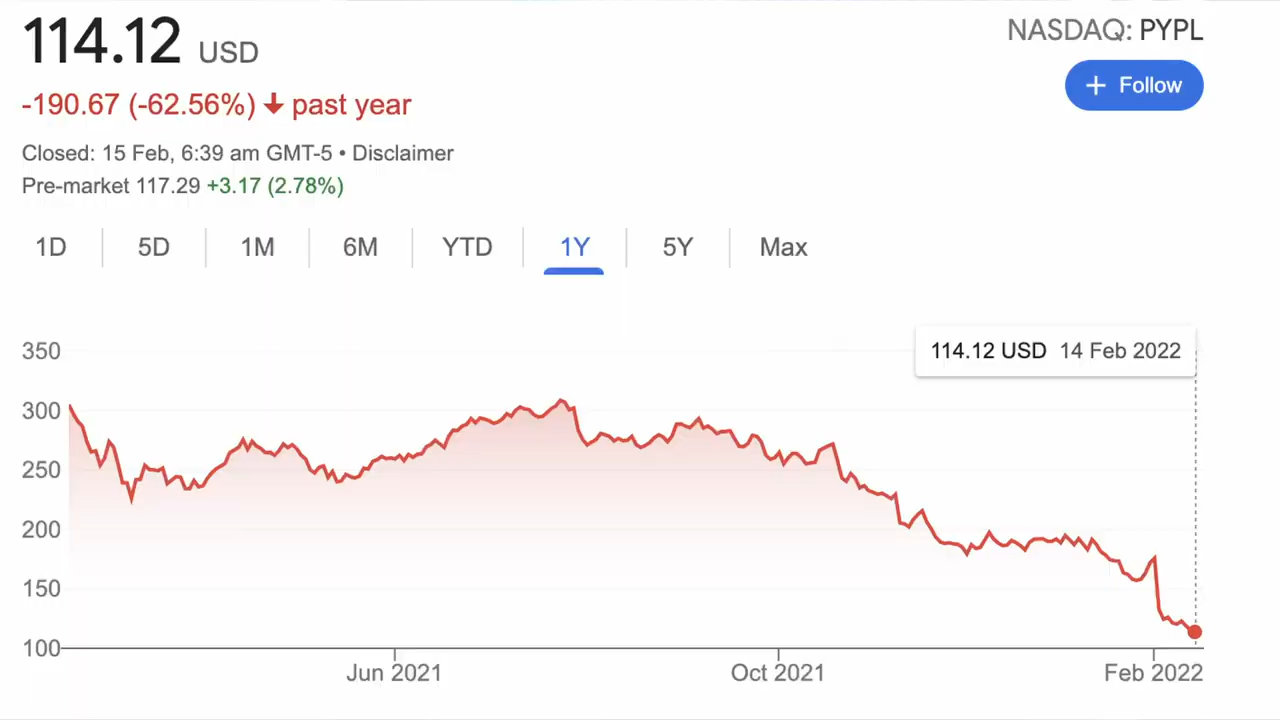 114.12 USD
NASDAQ: PYPL
+ Follow
-190.67 (-62.56%) ↓ past year
Closed: 15 Feb, 6:39 am GMT-5 • Disclaimer
Pre-market 117.29 +3.17 (2.78%)
1D 5D 1M 6M YTD 1Y 5Y Max
114.12 USD 14 Feb 2022
350
300
250
200
150
100
Jun 2021 Oct 2021 Feb 2022